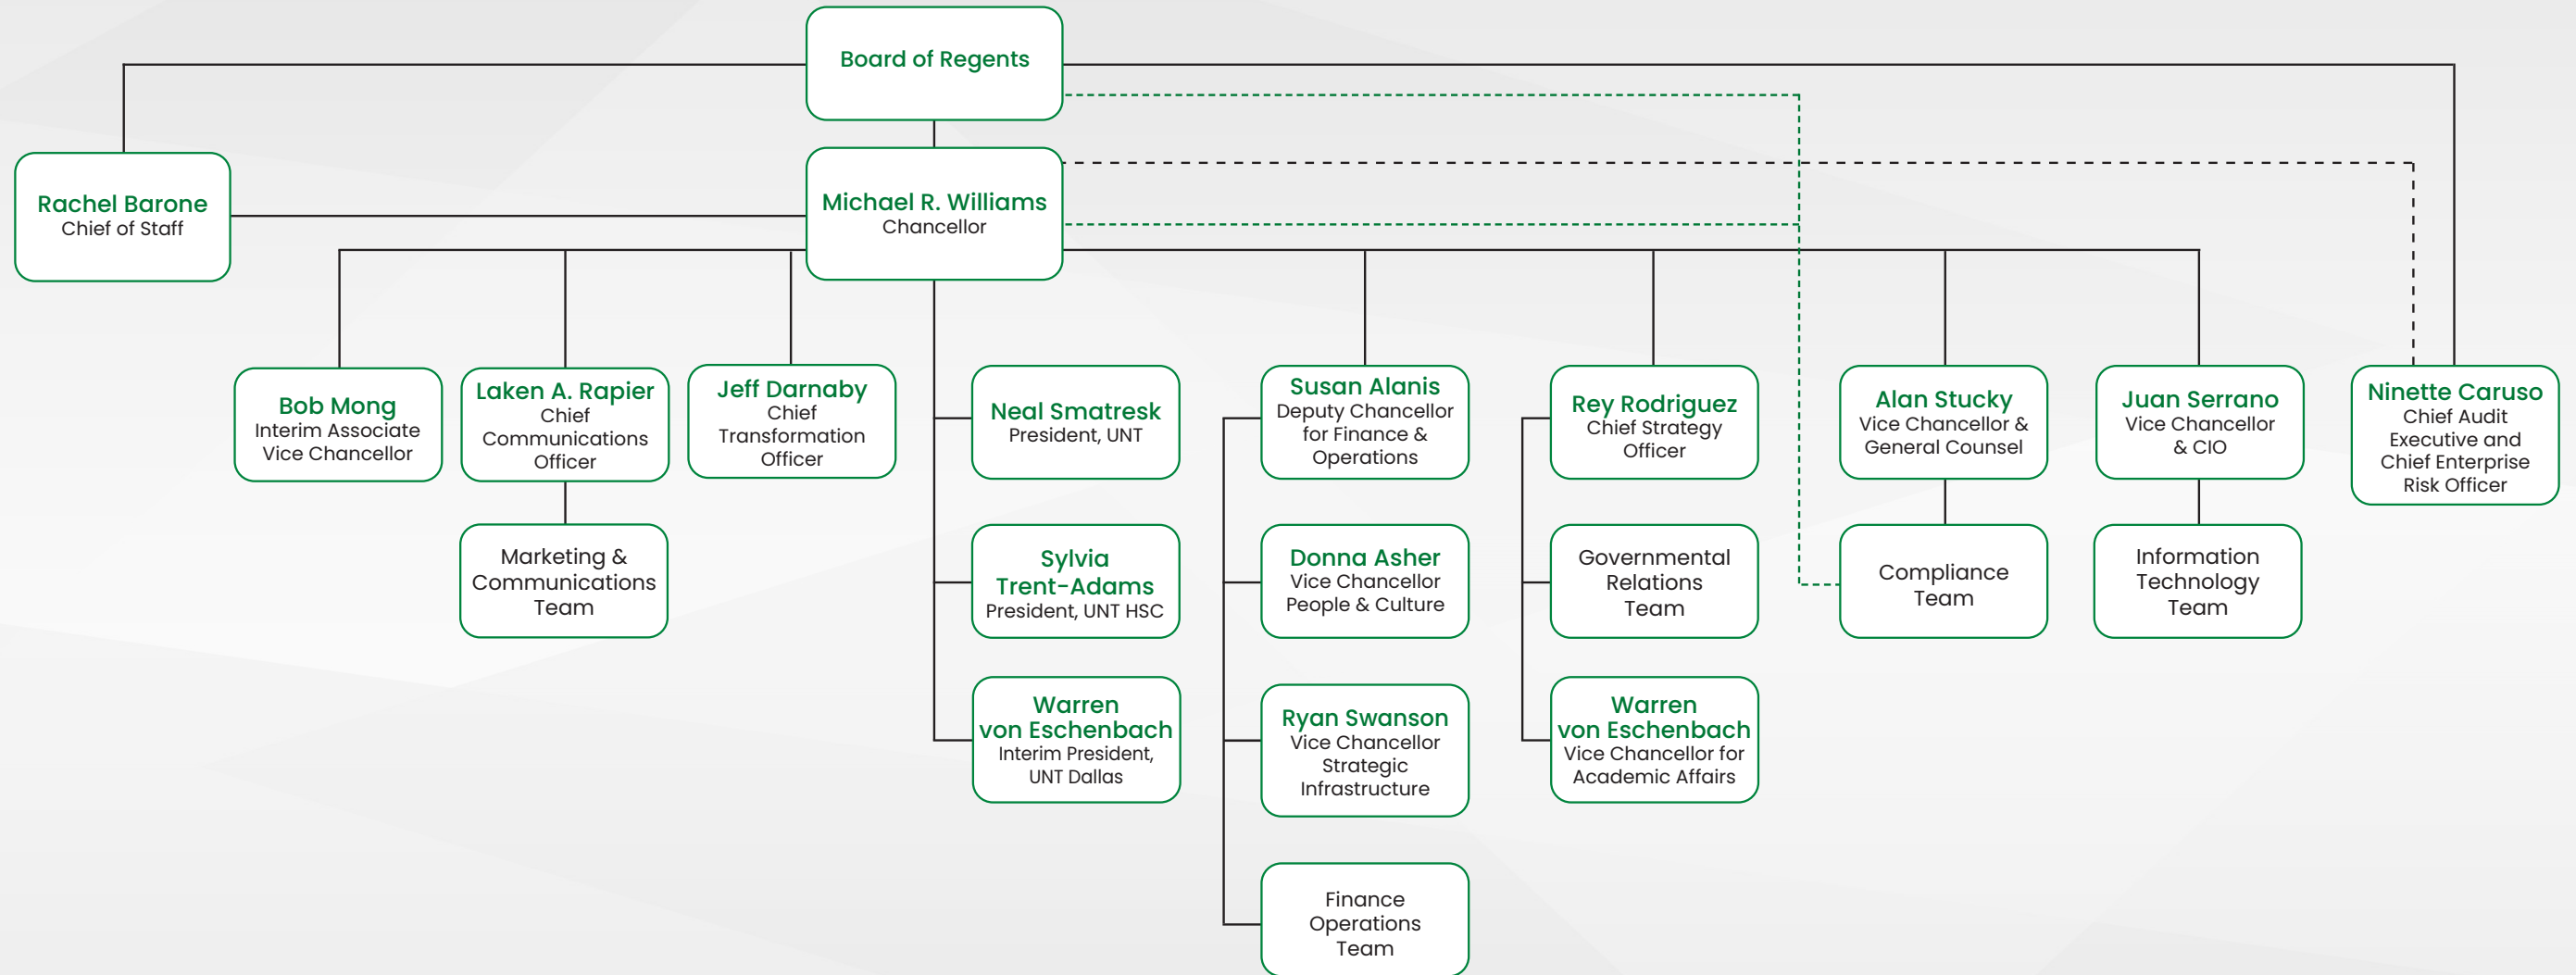 Board of Regents
Rachel Barone
Chief of Staff
Michael R. Williams
Chancellor
Bob Mong
Interim Associate
Vice Chancellor
Laken A. Rapier
Chief
Communications
Officer
Jeff Darnaby
Chief
Transformation
Officer
Neal Smatresk
President, UNT
Susan Alanis
Deputy Chancellor
for Finance &
Operations
Rey Rodriguez
Chief Strategy
Officer
Alan Stucky
Vice Chancellor &
General Counsel
Juan Serrano
Vice Chancellor
& CIO
Ninette Caruso
Chief Audit
Executive and
Chief Enterprise
Risk Officer
Marketing &
Communications
Team
Sylvia
Trent-Adams
President, UNT HSC
Donna Asher
Vice Chancellor
People & Culture
Governmental
Relations
Team
Compliance
Team
Information
Technology
Team
Warren
von Eschenbach
Interim President,
UNT Dallas
Ryan Swanson
Vice Chancellor
Strategic
Infrastructure
Warren
von Eschenbach
Vice Chancellor for
Academic Affairs
Finance
Operations
Team